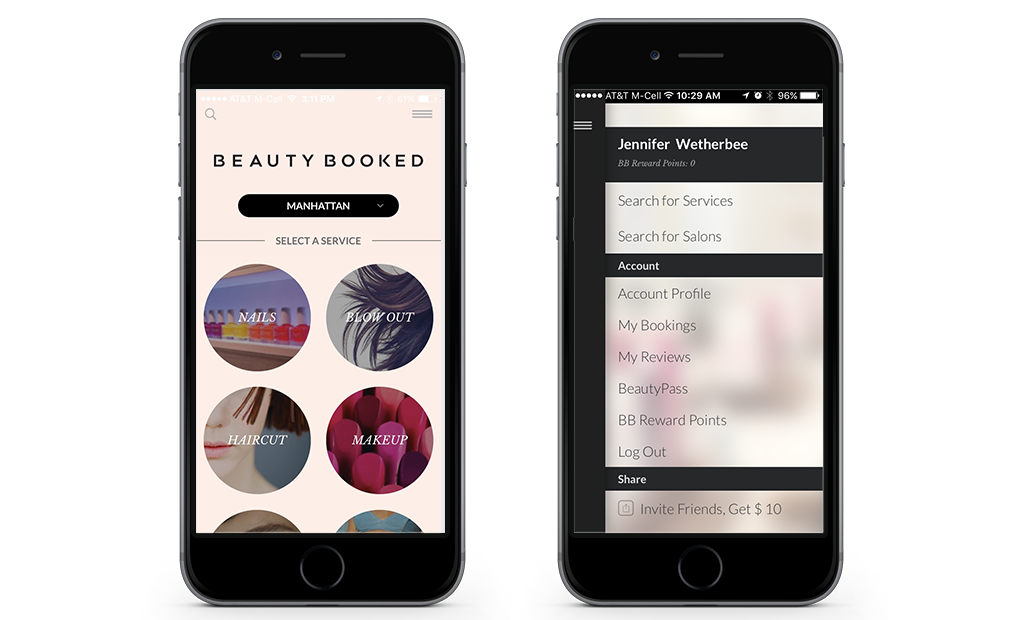 AT&T M-Cell 3:11 PM 61%
BEAUTY BOOKED
MANHATTAN
SELECT A SERVICE
NAILS
BLOW OUT
HAIRCUT
MAKEUP
AT&T M-Cell 10:29 AM 96%
Jennifer Wetherbee
BB Reward Points: 0
Search for Services
Search for Salons
Account
Account Profile
My Bookings
My Reviews
BeautyPass
BB Reward Points
Log Out
Share
Invite Friends, Get $ 10